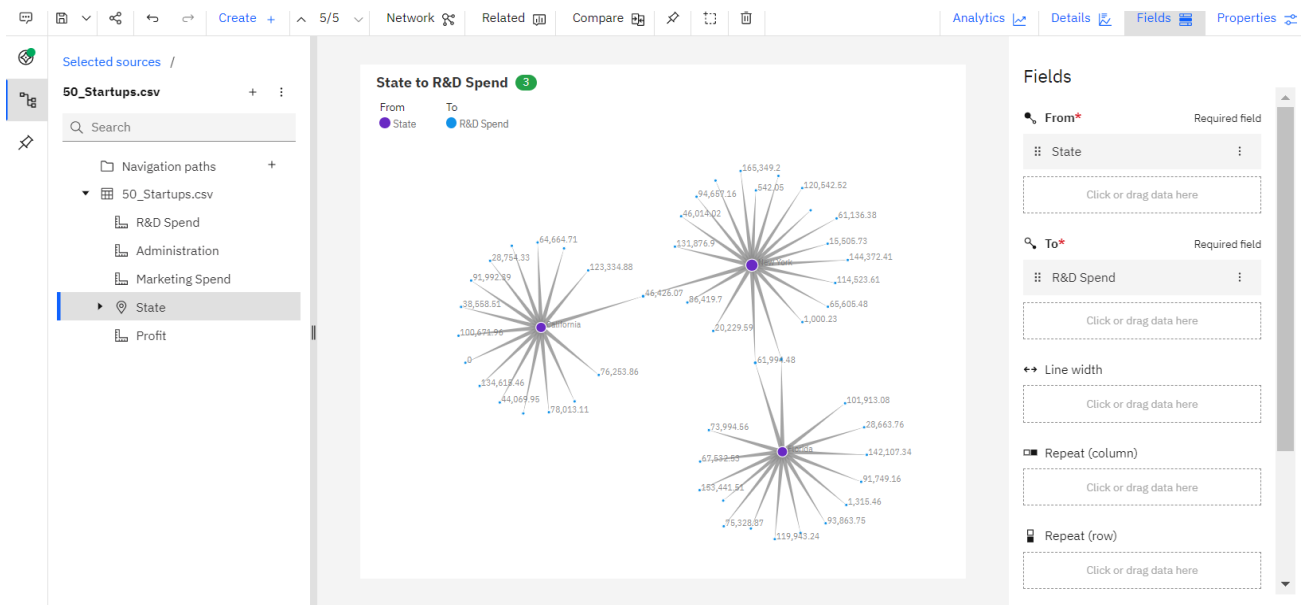 Create +
5/5
Network
Related
Compare
Analytics
Details
Fields
Properties
Selected sources /
50_Startups.csv
Search
Navigation paths
50_Startups.csv
R&D Spend
Administration
Marketing Spend
State
Profit
State to R&D Spend 3
From To
State R&D Spend
165,349.2
542.05
120,542.52
94,657.16
46,014.02
61,136.38
131,876.9
15,505.73
144,372.41
114,523.61
46,426.07
86,419.7
65,605.48
1,000.23
20,229.59
64,664.71
28,754.33
123,334.88
91,992.39
38,558.51
California
100,671.96
0
76,253.86
134,615.46
44,069.95
78,013.11
61,994.48
101,913.08
73,994.56
28,663.76
142,107.34
67,532.53
91,749.16
153,441.51
1,315.46
93,863.75
75,328.87
119,943.24
Fields
From* Required field
State
Click or drag data here
To* Required field
R&D Spend
Click or drag data here
Line width
Click or drag data here
Repeat (column)
Click or drag data here
Repeat (row)
Click or drag data here